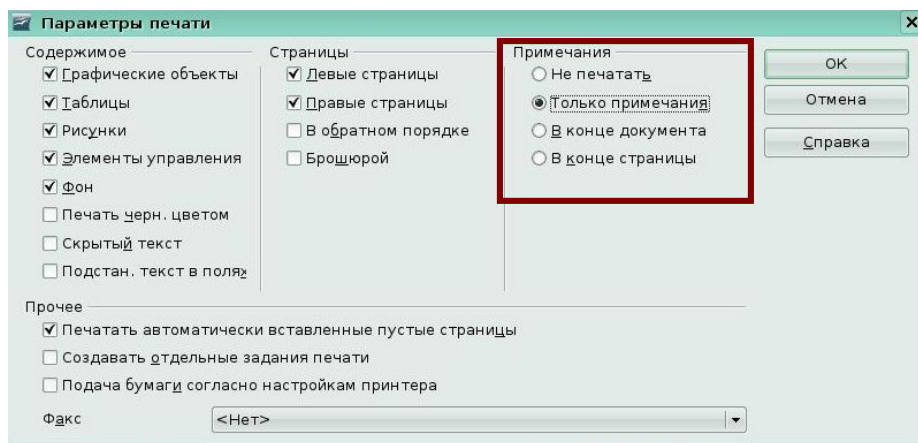 Параметры печати
Содержимое
Графические объекты
Таблицы
Рисунки
Элементы управления
Фон
Печать черн. цветом
Скрытый текст
Подстан. текст в полях
Страницы
Левые страницы
Правые страницы
В обратном порядке
Брошюрой
Примечания
Не печатать
Только примечания
В конце документа
В конце страницы
ОК
Отмена
Справка
Прочее
Печатать автоматически вставленные пустые страницы
Создавать отдельные задания печати
Подача бумаги согласно настройкам принтера
Факс
<Нет>